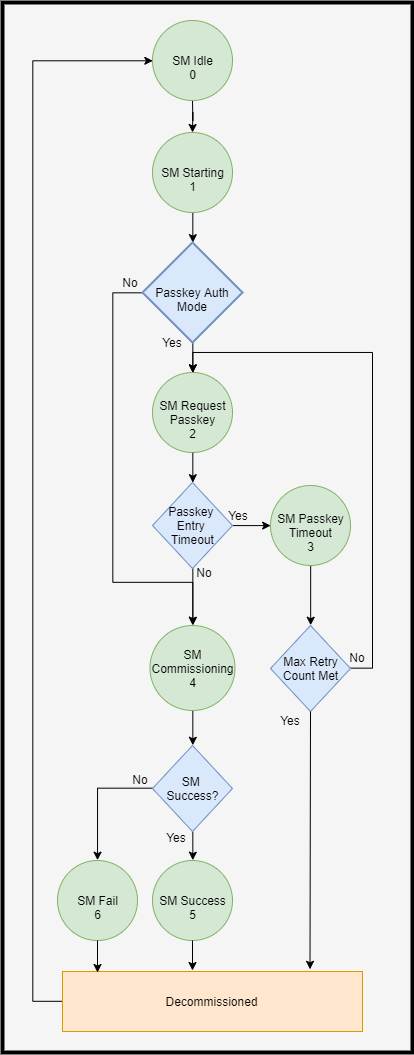 SM Idle
0
SM Starting
1
No
Passkey Auth
Mode
Yes
SM Request
Passkey
2
Passkey
Entry
Timeout
Yes
SM Passkey
Timeout
3
No
SM
Commissioning
4
Max Retry
Count Met
No
Yes
No
SM
Success?
Yes
SM Fail
6
SM Success
5
Decommissioned